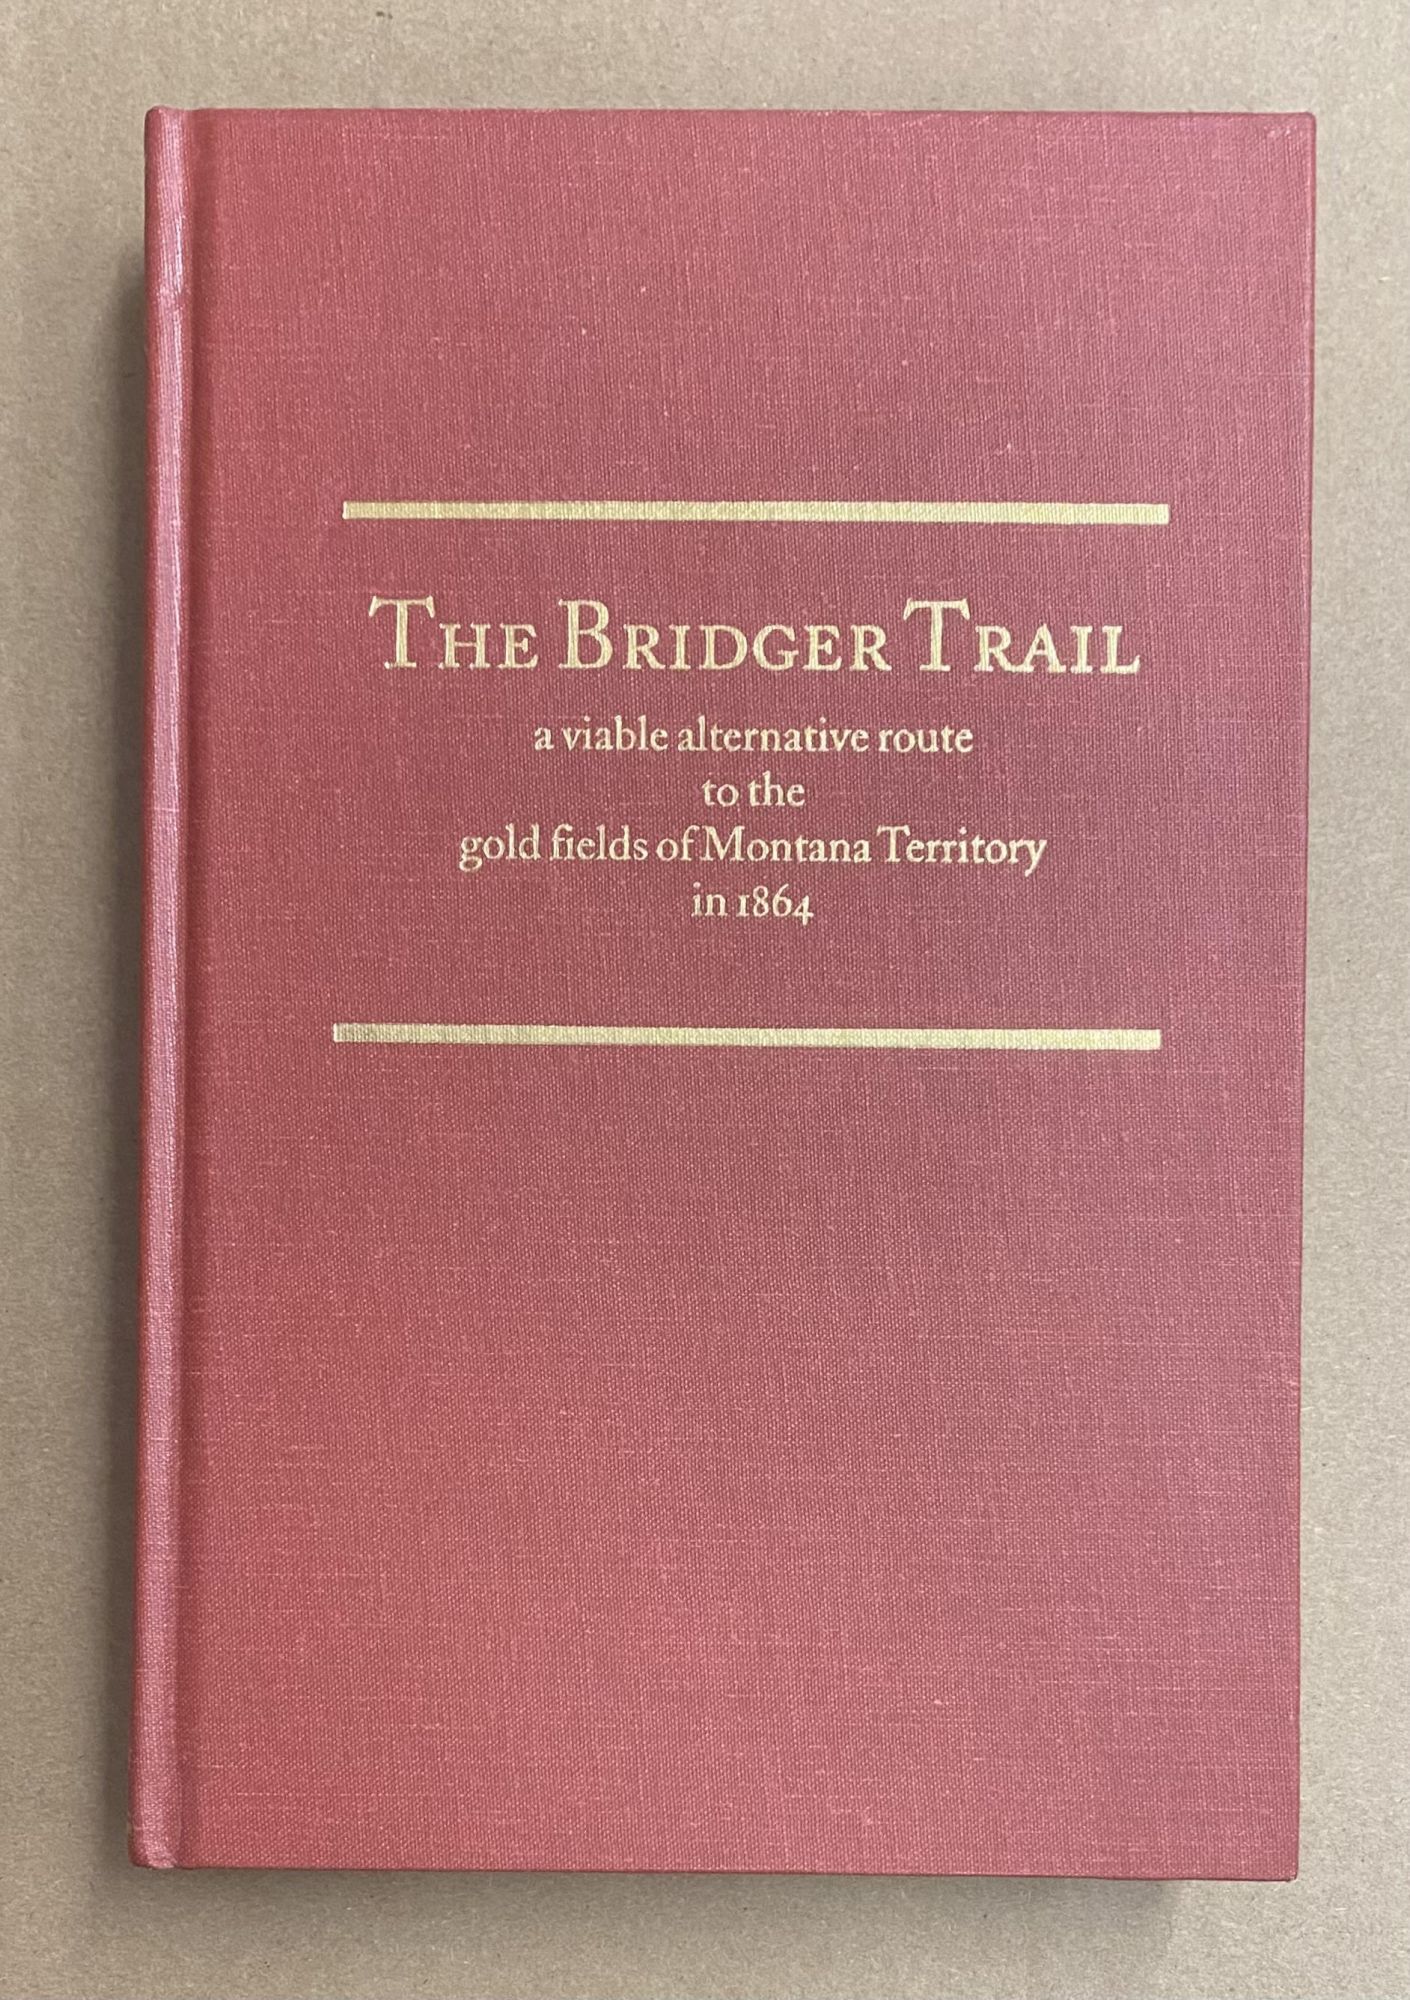 THE BRIDGER TRAIL
a viable alternative route
to the
gold fields of Montana Territory
in 1864